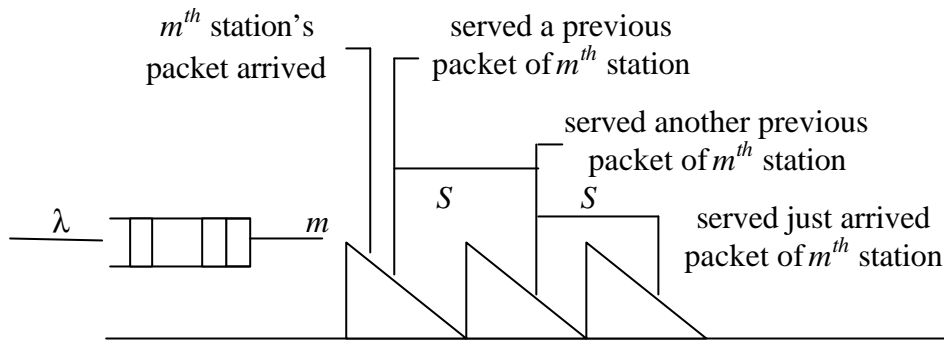 m^th station's
packet arrived
served a previous
packet of m^th station
served another previous
packet of m^th station
S
S
λ
m
served just arrived
packet of m^th station